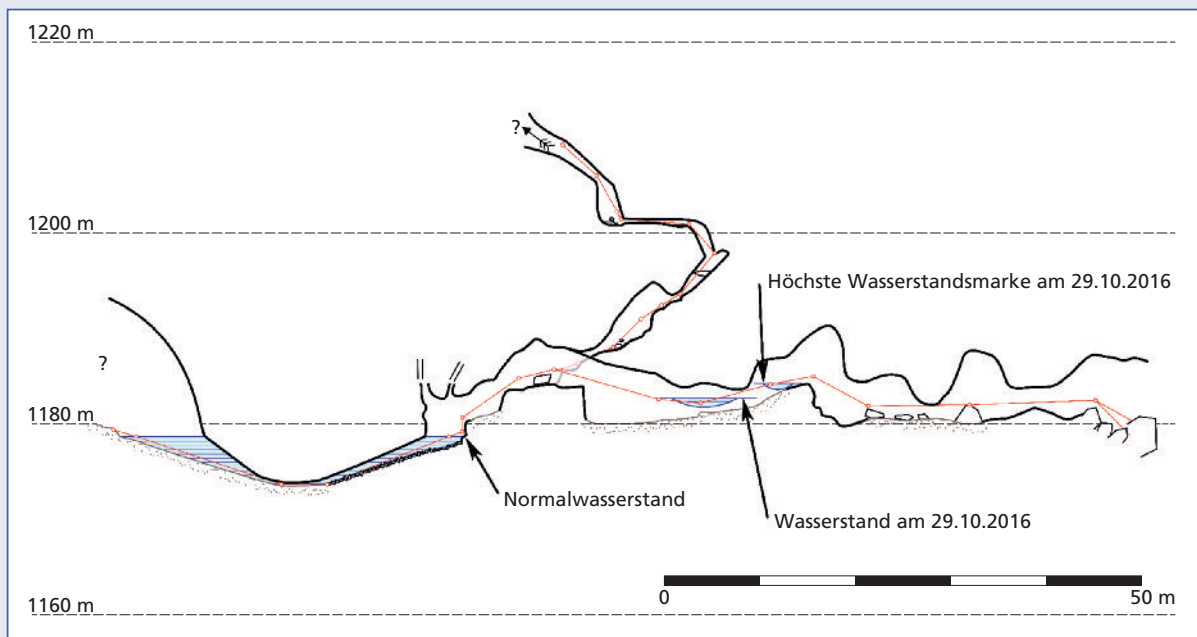 1220 m
?
1200 m
Höchste Wasserstandsmarke am 29.10.2016
?
1180 m
Normalwasserstand
Wasserstand am 29.10.2016
0
50 m
1160 m